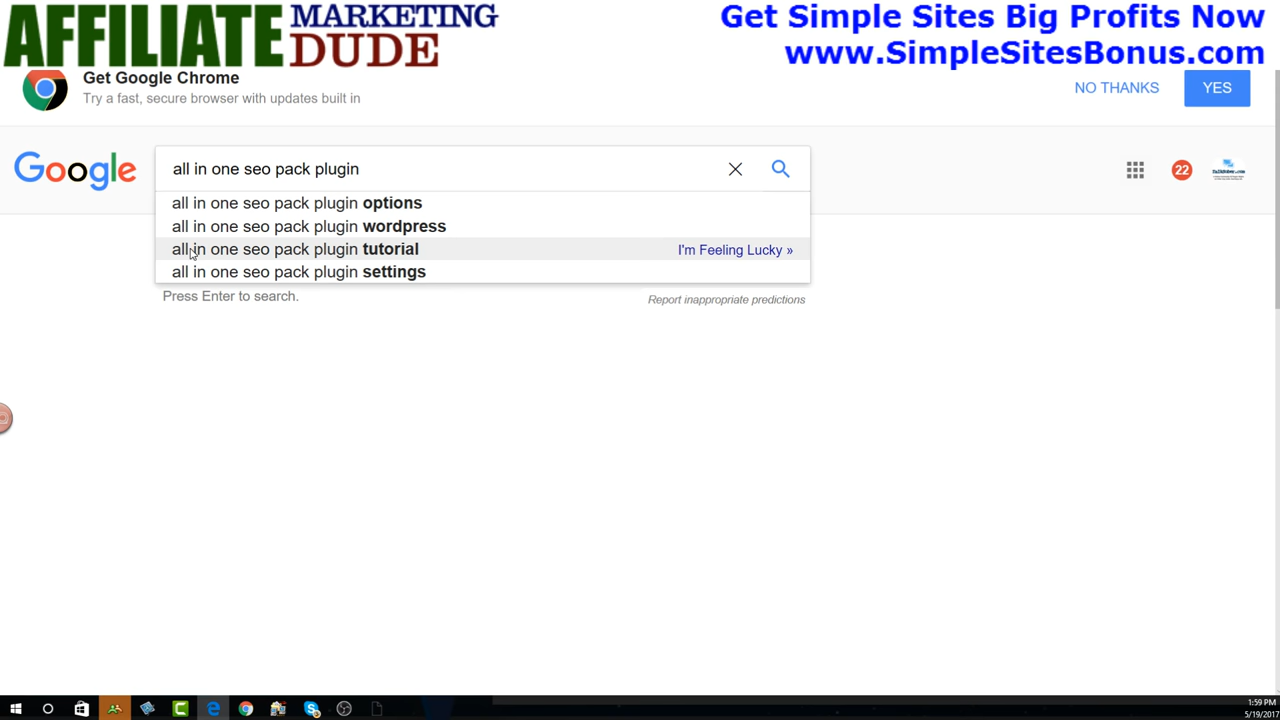 AFFILIATE MARKETING DUDE
Get Simple Sites Big Profits Now
www.SimpleSitesBonus.com
Get Google Chrome
Try a fast, secure browser with updates built in
NO THANKS
YES
Google
all in one seo pack plugin
22
all in one seo pack plugin options
all in one seo pack plugin wordpress
all in one seo pack plugin tutorial
I'm Feeling Lucky »
all in one seo pack plugin settings
Press Enter to search.
Report inappropriate predictions
1:59 PM
5/19/2017